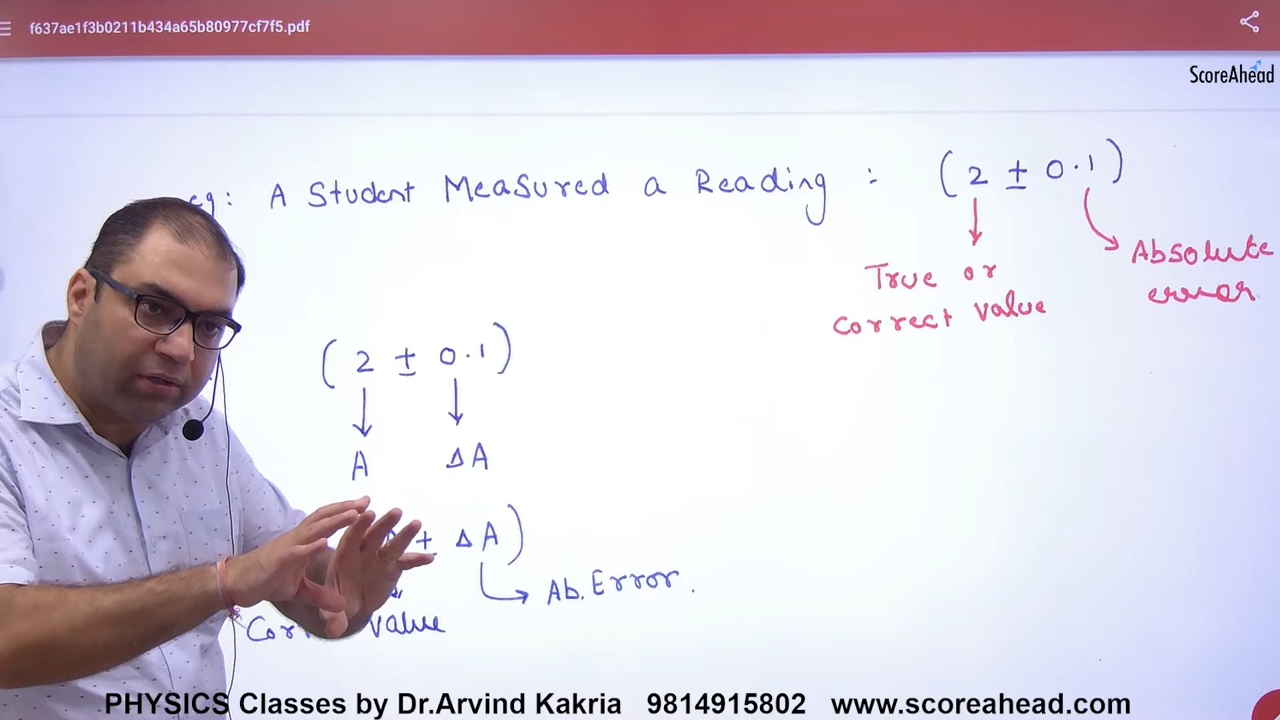 f637ae1f3b0211b434a65b80977cf7f5.pdf
ScoreAhead
eg: A Student Measured a Reading : (2 ± 0.1)
True or
correct value
Absolute
error
(2 ± 0.1)
A ΔA
± ΔA)
Ab. Error.
value
PHYSICS Classes by Dr.Arvind Kakria 9814915802 www.scoreahead.com